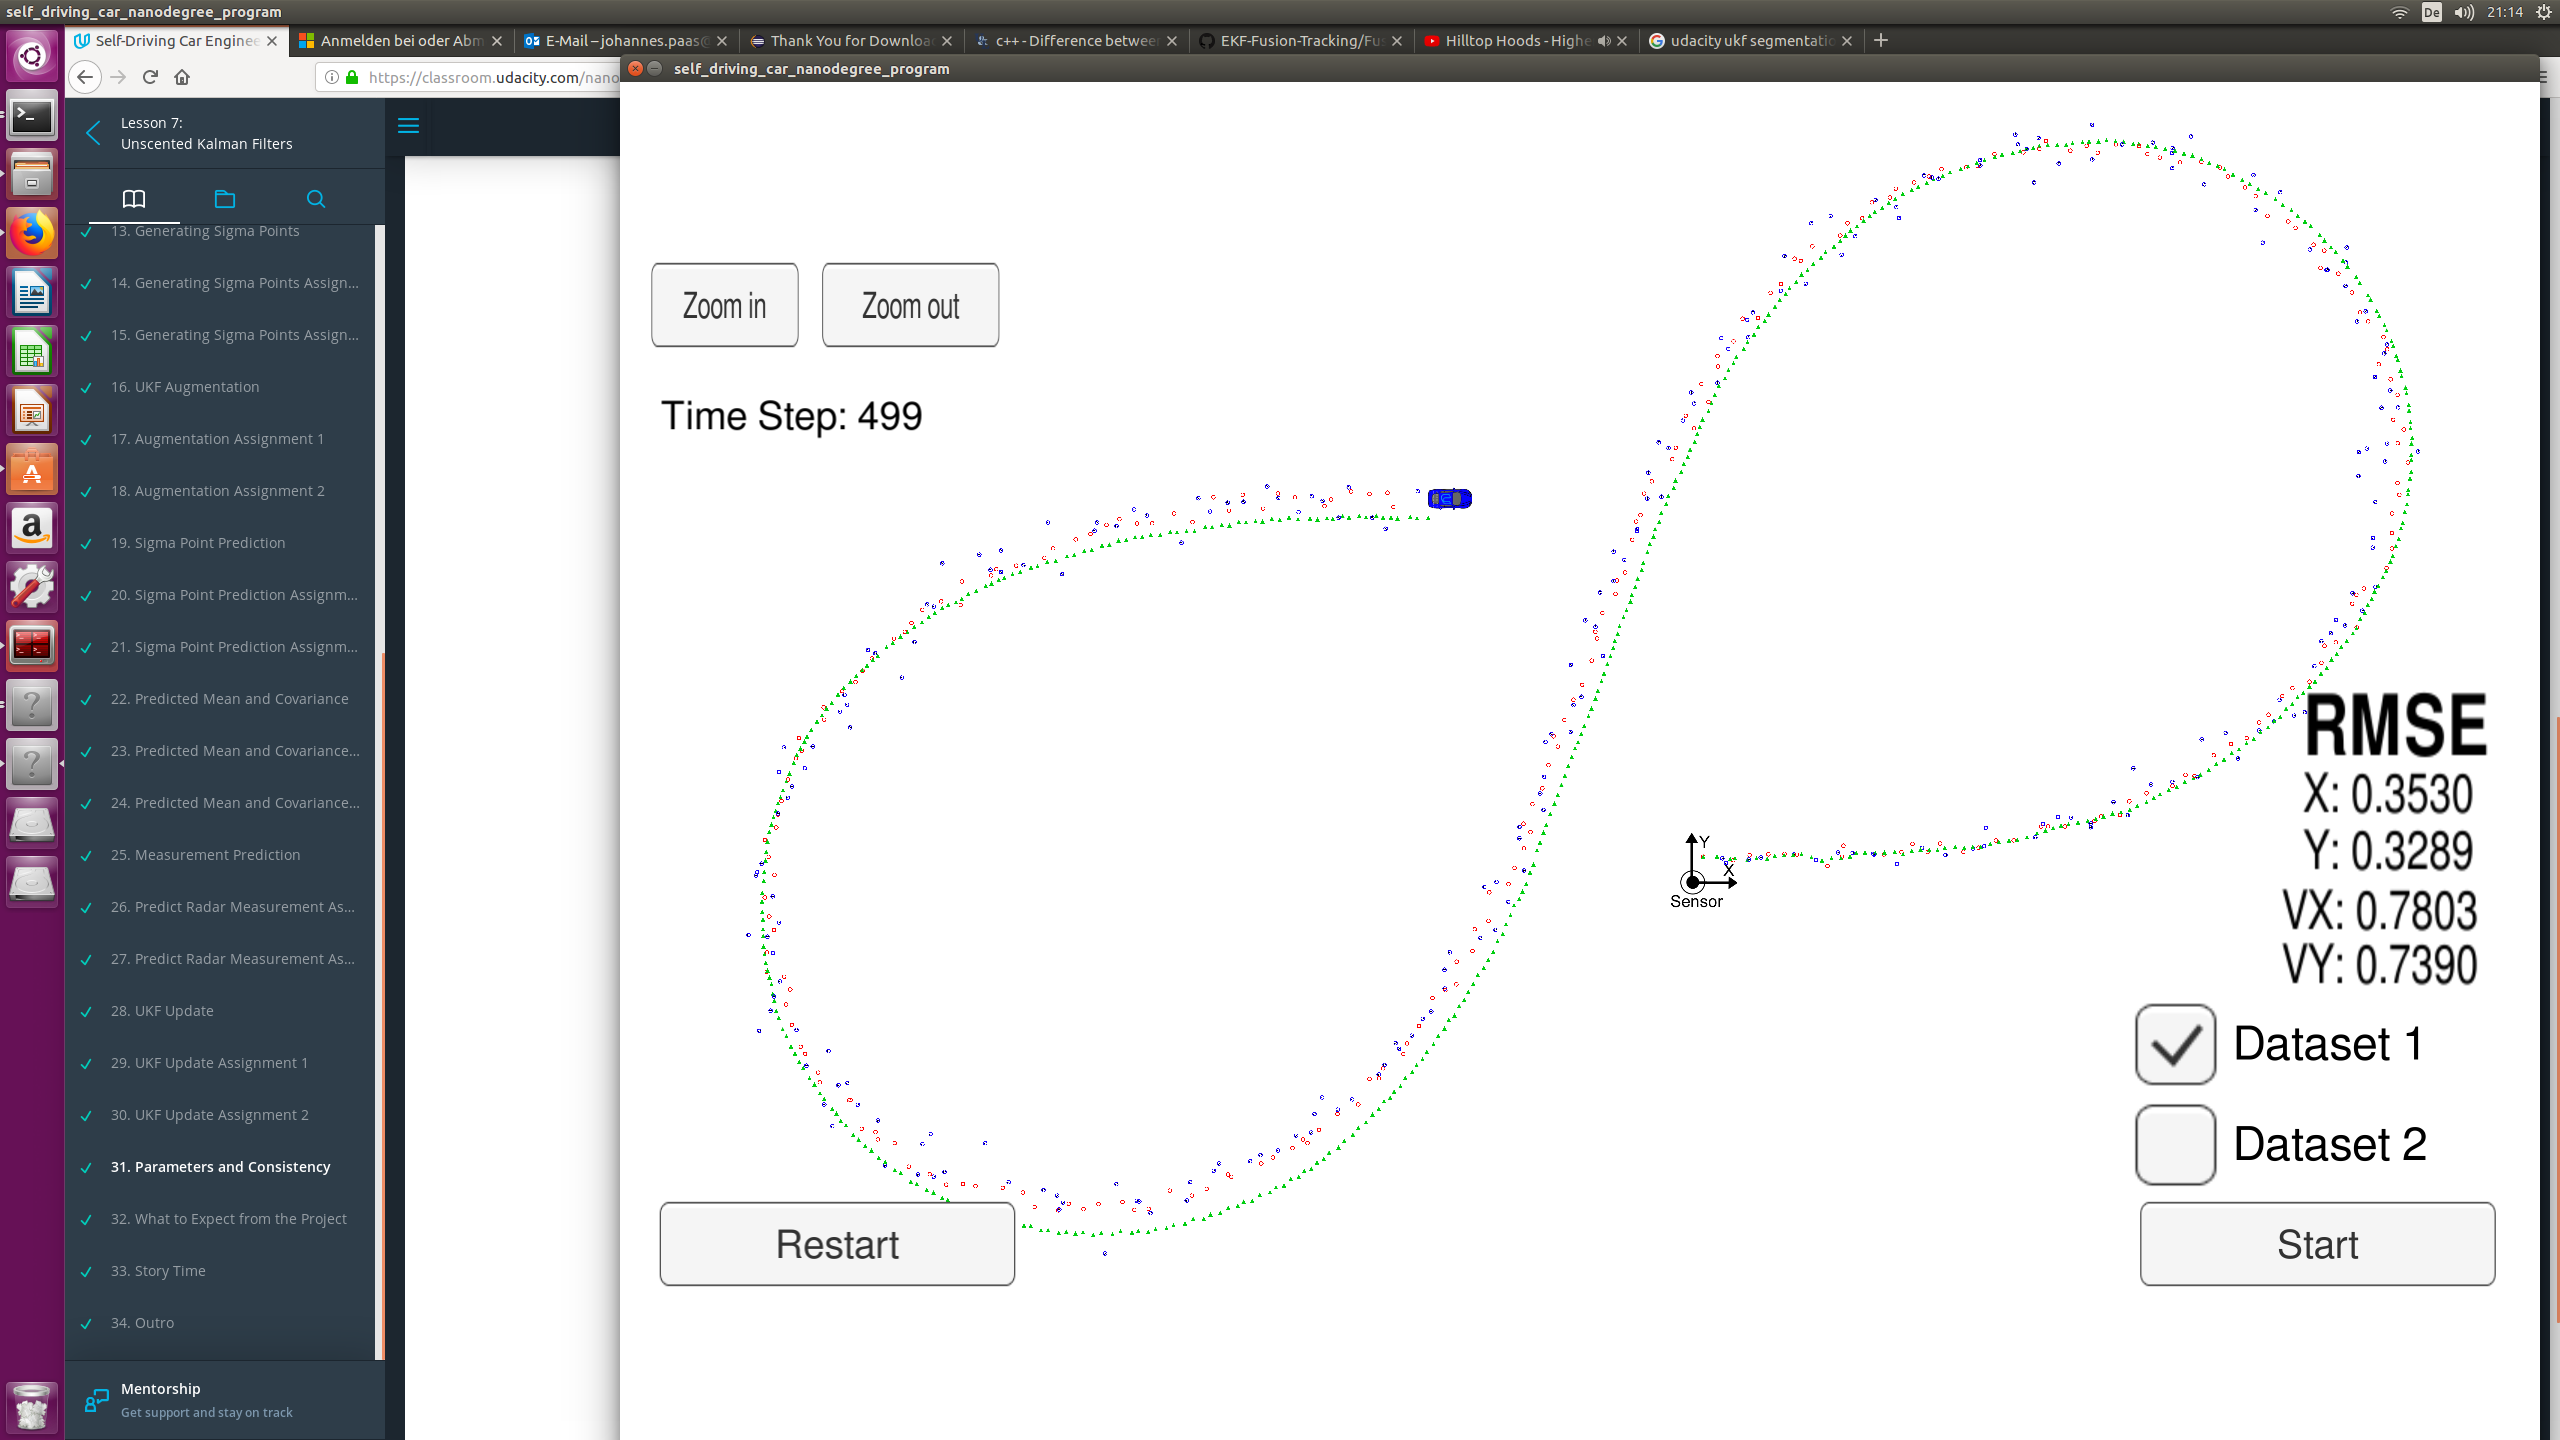 self_driving_car_nanodegree_program
De
21:14
Self-Driving Car Enginee
Anmelden bei oder Abm
E-Mail – johannes.paas@
Thank You for Downloa
c++ - Difference betwee
EKF-Fusion-Tracking/Fu
Hilltop Hoods - Highe
udacity ukf segmentatio
https://classroom.udacity.com/nano
self_driving_car_nanodegree_program
Lesson 7:
Unscented Kalman Filters
13. Generating Sigma Points
14. Generating Sigma Points Assign...
15. Generating Sigma Points Assign...
16. UKF Augmentation
17. Augmentation Assignment 1
18. Augmentation Assignment 2
19. Sigma Point Prediction
20. Sigma Point Prediction Assignm...
21. Sigma Point Prediction Assignm...
22. Predicted Mean and Covariance
23. Predicted Mean and Covariance...
24. Predicted Mean and Covariance...
25. Measurement Prediction
26. Predict Radar Measurement As...
27. Predict Radar Measurement As...
28. UKF Update
29. UKF Update Assignment 1
30. UKF Update Assignment 2
31. Parameters and Consistency
32. What to Expect from the Project
33. Story Time
34. Outro
Mentorship
Get support and stay on track
Zoom in
Zoom out
Time Step: 499
Y
X
Sensor
RMSE
X: 0.3530
Y: 0.3289
VX: 0.7803
VY: 0.7390
Dataset 1
Dataset 2
Restart
Start